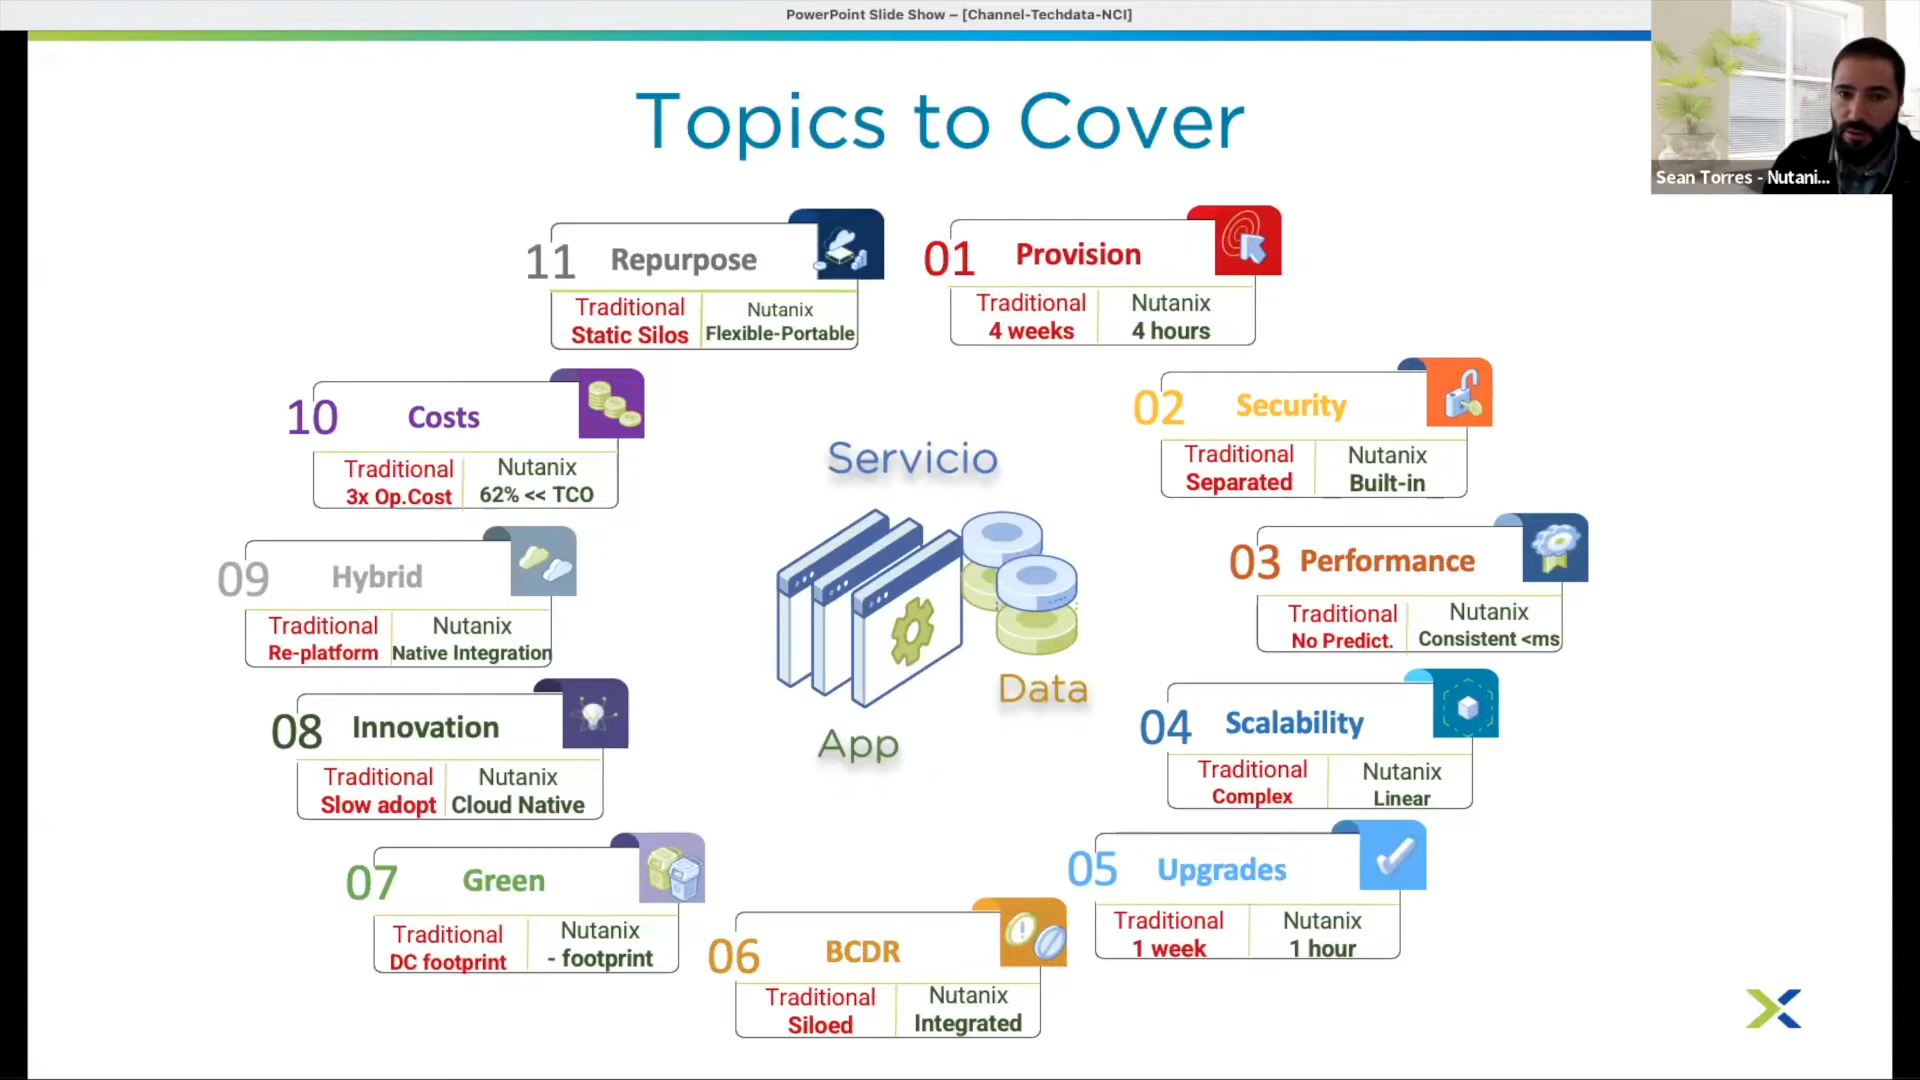 PowerPoint Slide Show – [Channel-Techdata-NCI]
Sean Torres - Nutani...
Topics to Cover
01 Provision
Traditional Nutanix
4 weeks 4 hours
02 Security
Traditional Nutanix
Separated Built-in
03 Performance
Traditional Nutanix
No Predict. Consistent <ms
04 Scalability
Traditional Nutanix
Complex Linear
05 Upgrades
Traditional Nutanix
1 week 1 hour
06 BCDR
Traditional Nutanix
Siloed Integrated
07 Green
Traditional Nutanix
DC footprint - footprint
08 Innovation
Traditional Nutanix
Slow adopt Cloud Native
09 Hybrid
Traditional Nutanix
Re-platform Native Integration
10 Costs
Traditional Nutanix
3x Op.Cost 62% << TCO
11 Repurpose
Traditional Nutanix
Static Silos Flexible-Portable
Servicio
Data
App